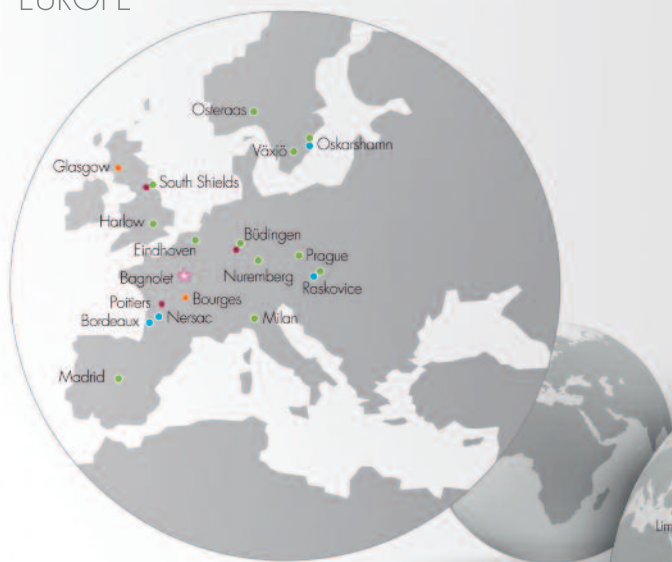 EUROPE
Osteraas
Växjö
Oskarshamn
Glasgow
South Shields
Harlow
Eindhoven
Büdingen
Prague
Bagnolet
Nuremberg
Raskovice
Poitiers
Bourges
Bordeaux
Nersac
Milan
Madrid